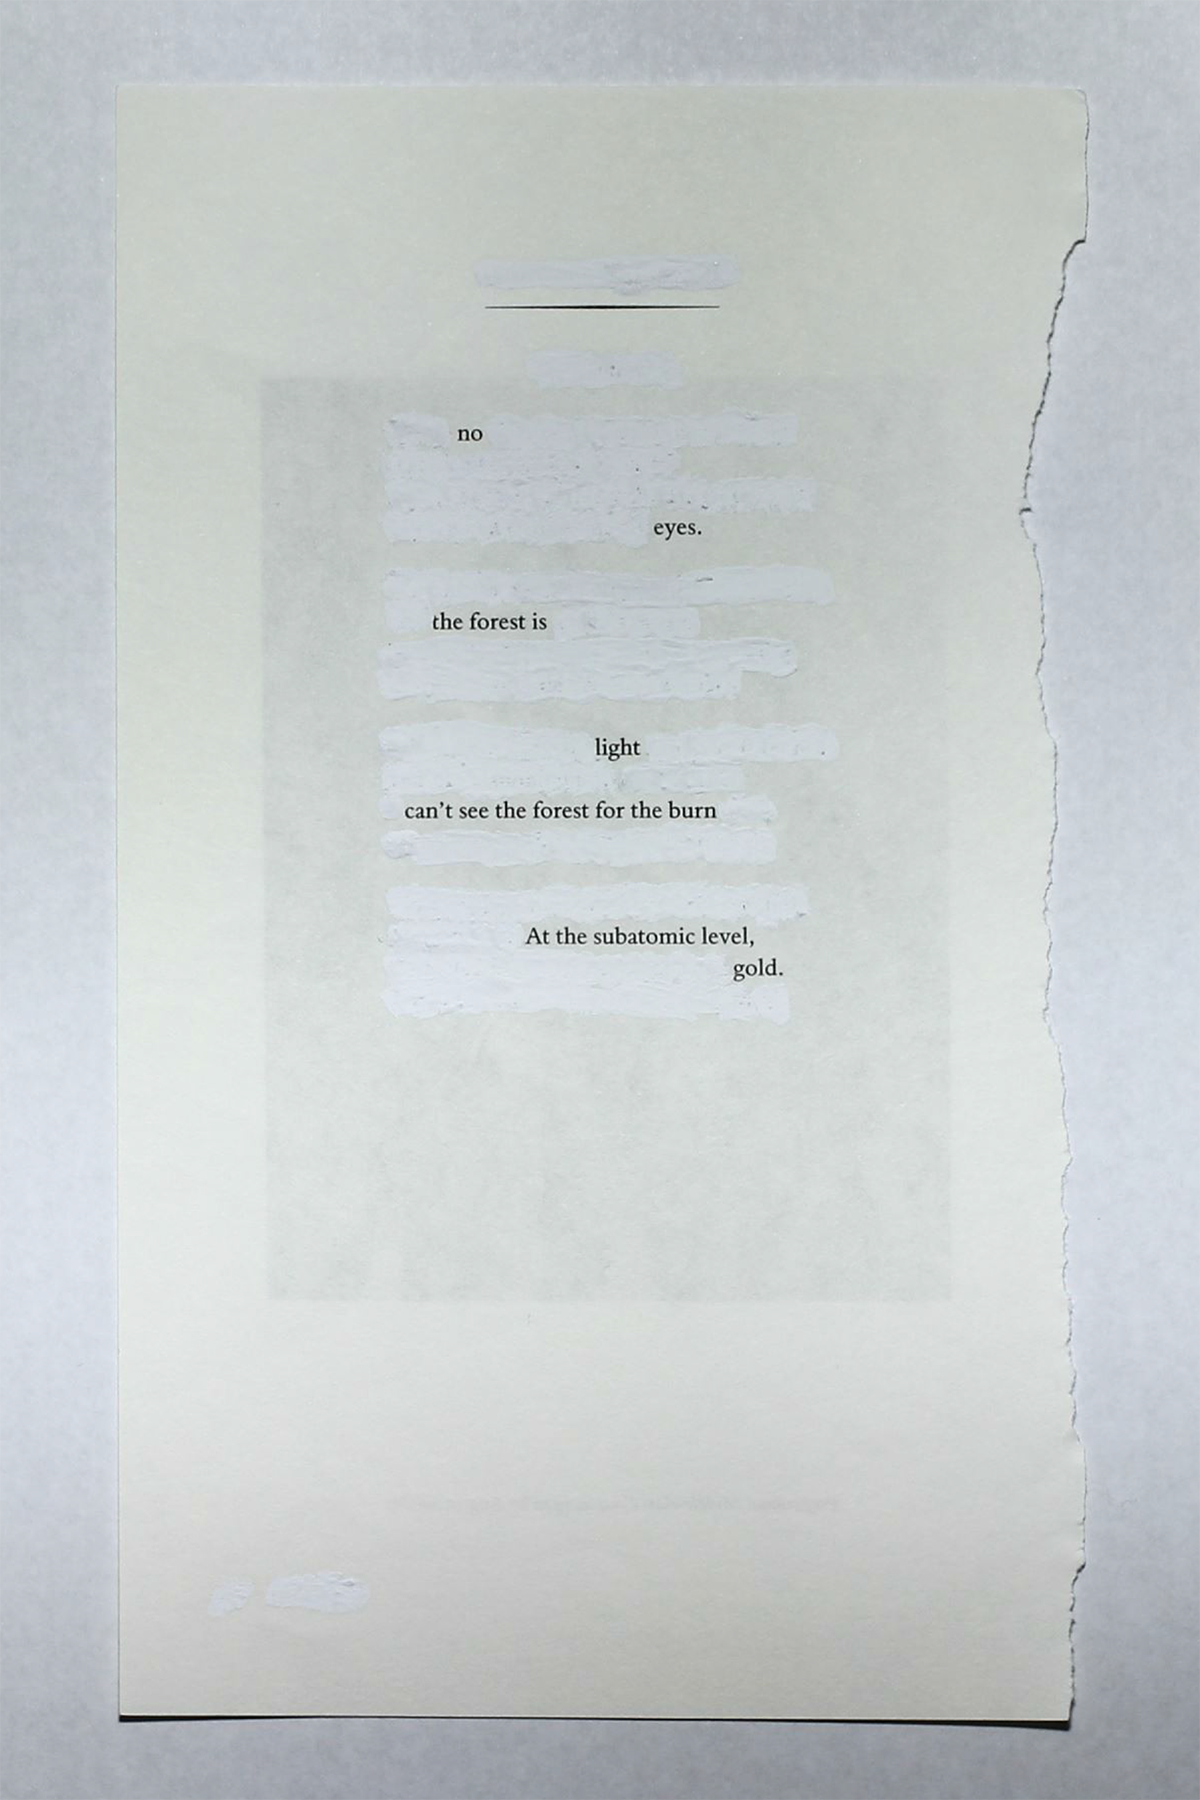 no
eyes.
the forest is
light
can't see the forest for the burn
At the subatomic level,
gold.